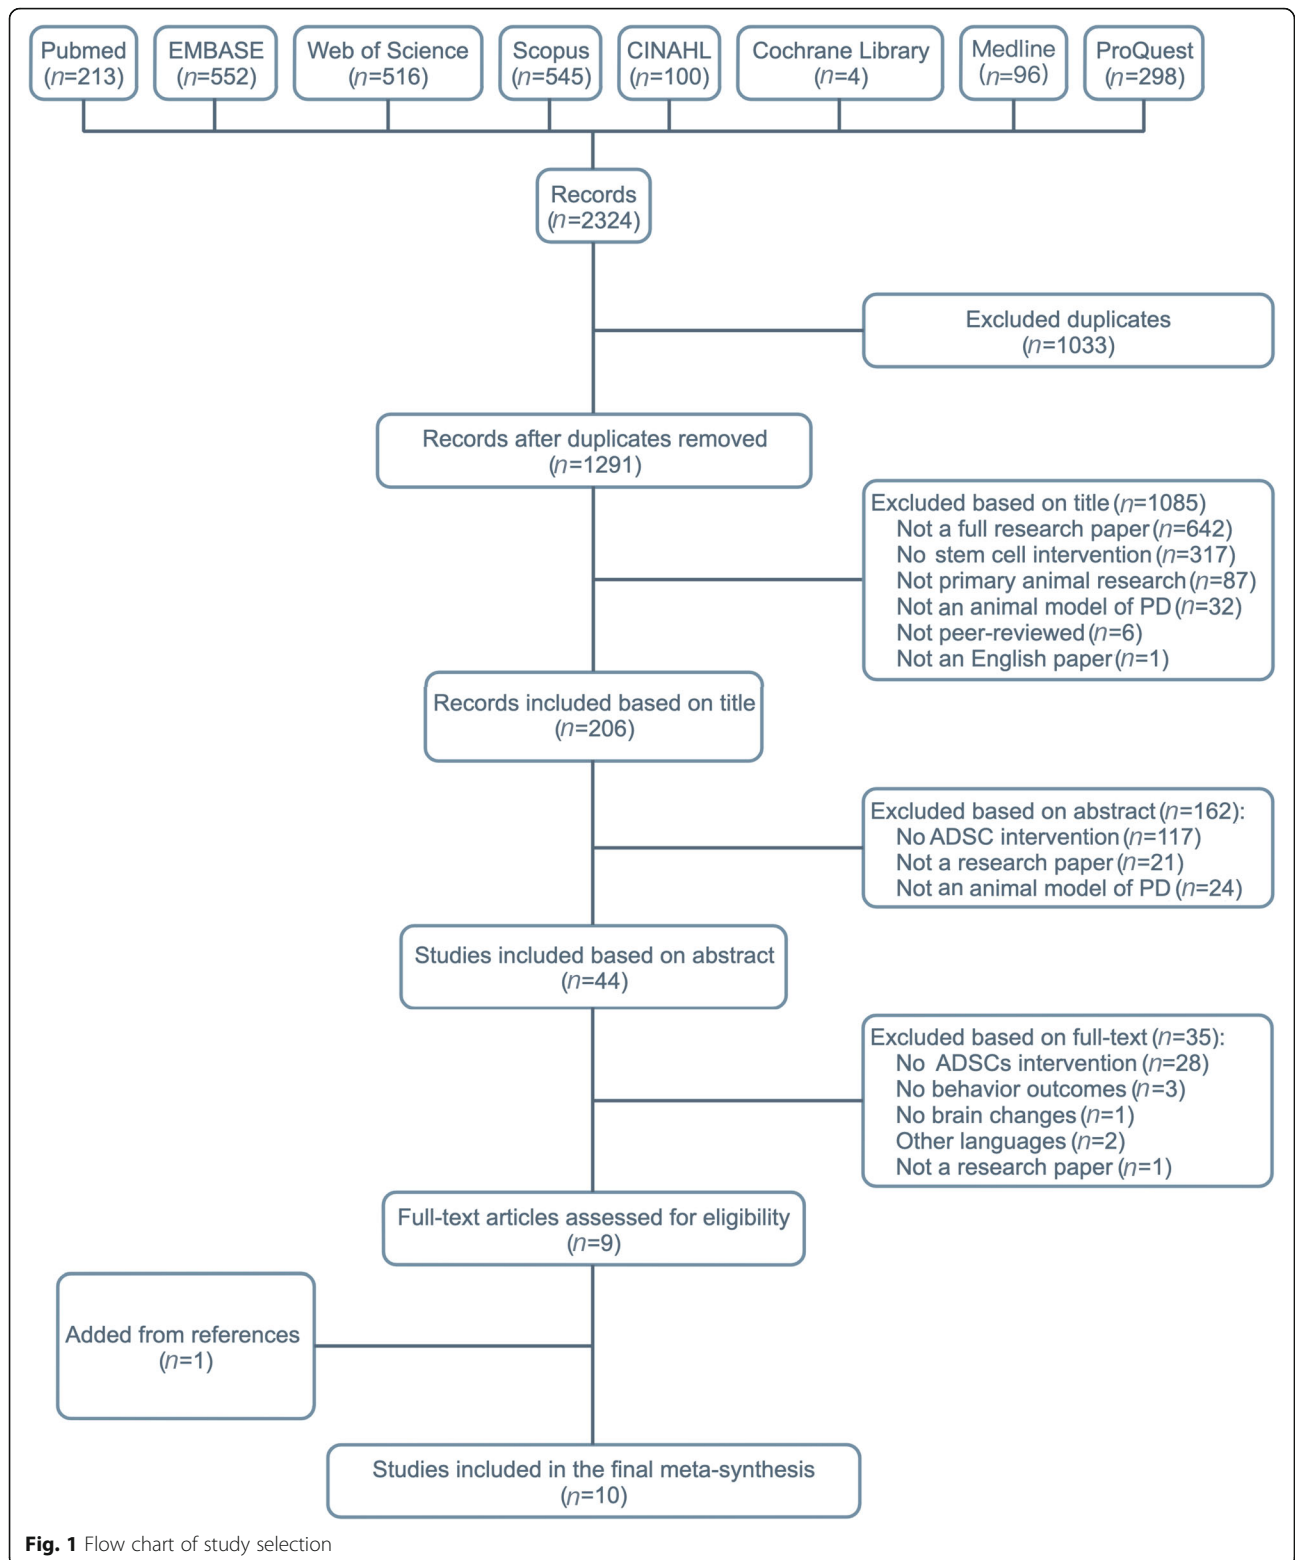 Pubmed
(n=213)
EMBASE
(n=552)
Web of Science
(n=516)
Scopus
(n=545)
CINAHL
(n=100)
Cochrane Library
(n=4)
Medline
(n=96)
ProQuest
(n=298)
Records
(n=2324)
Excluded duplicates
(n=1033)
Records after duplicates removed
(n=1291)
Excluded based on title (n=1085)
Not a full research paper (n=642)
No stem cell intervention (n=317)
Not primary animal research (n=87)
Not an animal model of PD (n=32)
Not peer-reviewed (n=6)
Not an English paper (n=1)
Records included based on title
(n=206)
Excluded based on abstract (n=162):
No ADSC intervention (n=117)
Not a research paper (n=21)
Not an animal model of PD (n=24)
Studies included based on abstract
(n=44)
Excluded based on full-text (n=35):
No ADSCs intervention (n=28)
No behavior outcomes (n=3)
No brain changes (n=1)
Other languages (n=2)
Not a research paper (n=1)
Full-text articles assessed for eligibility
(n=9)
Added from references
(n=1)
Studies included in the final meta-synthesis
(n=10)
Fig. 1 Flow chart of study selection